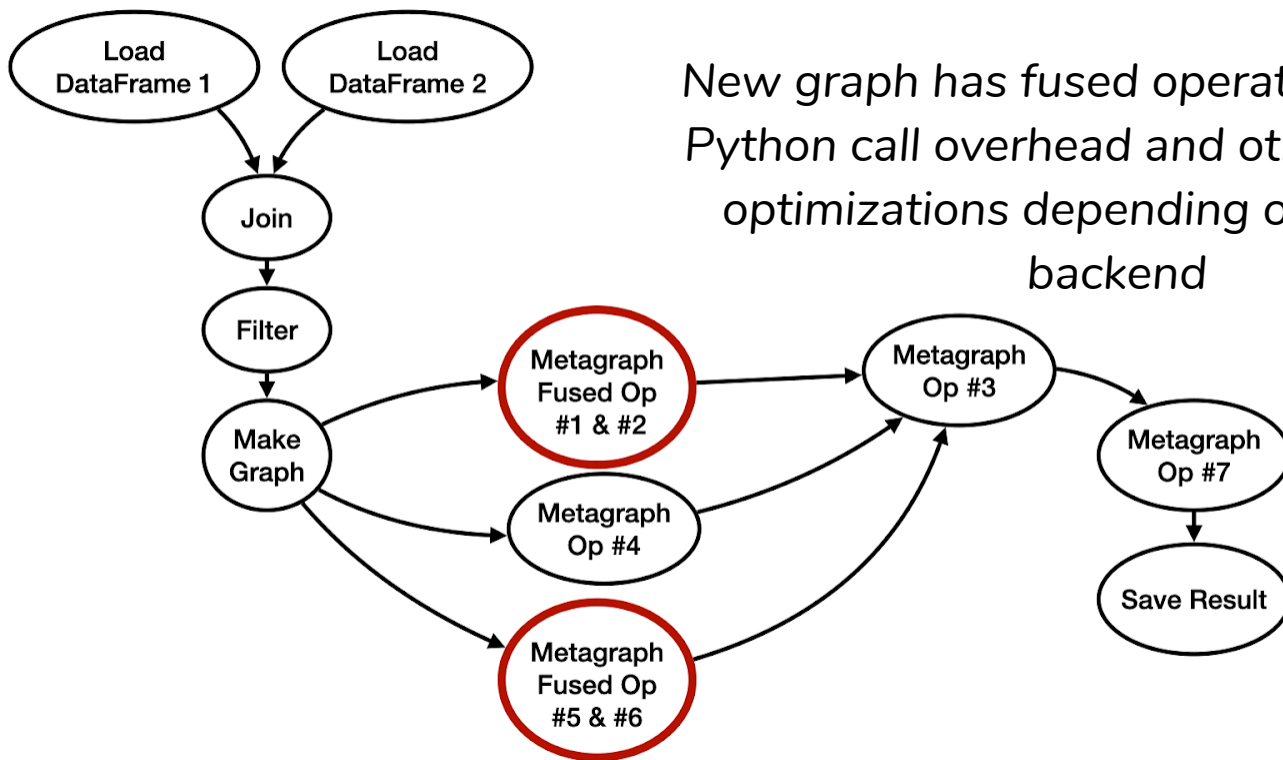 Load
DataFrame 1
Load
DataFrame 2
New graph has fused
Python call overhead and
optimizations depending
backend
Join
Filter
Make
Graph
Metagraph
Fused Op
#1 & #2
Metagraph
Op #3
Metagraph
Op #4
Metagraph
Op #7
Metagraph
Fused Op
#5 & #6
Save Result